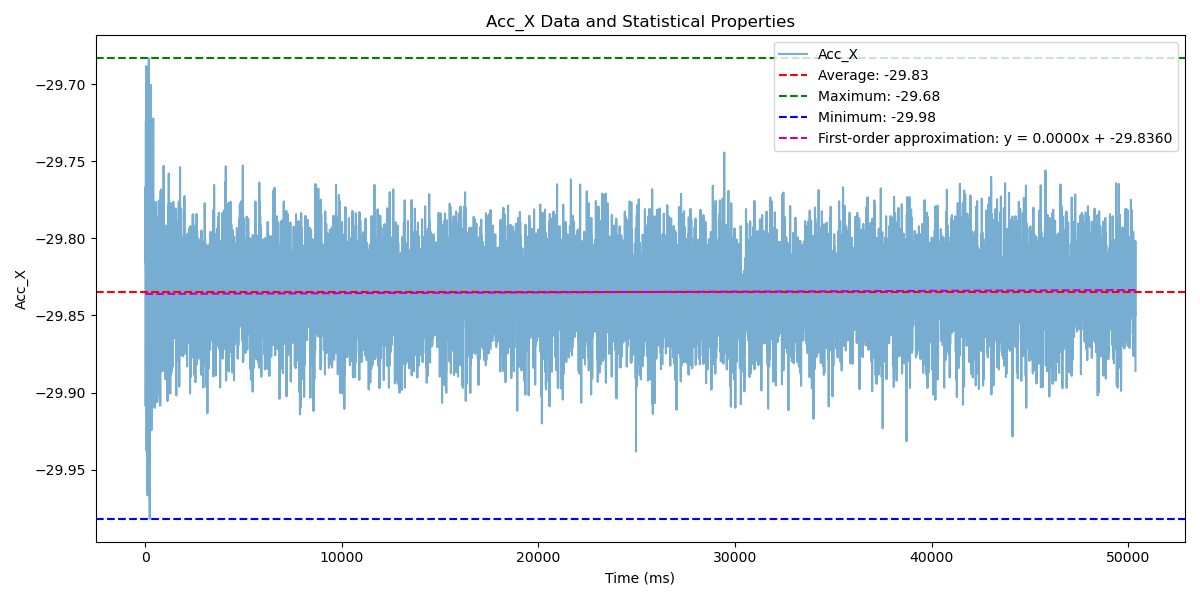 Acc_X Data and Statistical Properties
Acc_X
Average: -29.83
Maximum: -29.68
Minimum: -29.98
First-order approximation: y = 0.0000x + -29.8360
−29.70
−29.75
−29.80
−29.85
−29.90
−29.95
Acc_X
0 10000 20000 30000 40000 50000
Time (ms)